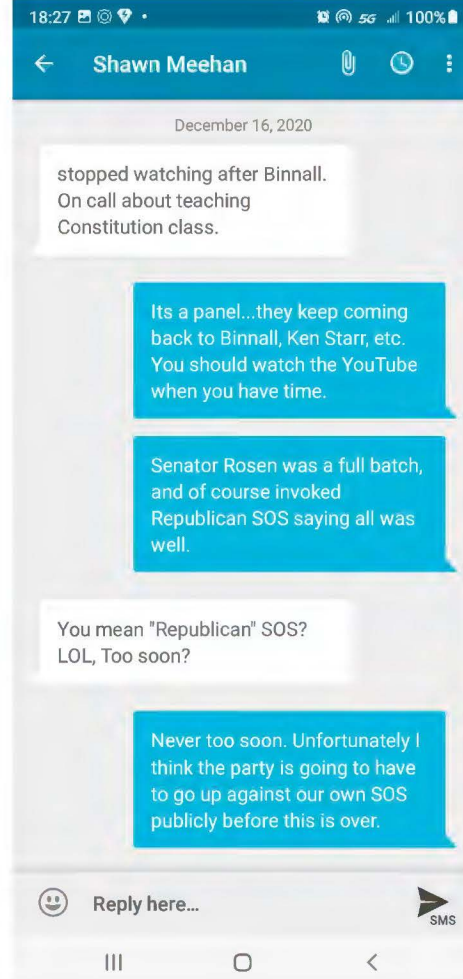 18:27
5G 100%
Shawn Meehan
December 16, 2020
stopped watching after Binnall.
On call about teaching
Constitution class.
Its a panel...they keep coming
back to Binnall, Ken Starr, etc.
You should watch the YouTube
when you have time.
Senator Rosen was a full batch,
and of course invoked
Republican SOS saying all was
well.
You mean "Republican" SOS?
LOL, Too soon?
Never too soon. Unfortunately I
think the party is going to have
to go up against our own SOS
publicly before this is over.
Reply here...
SMS